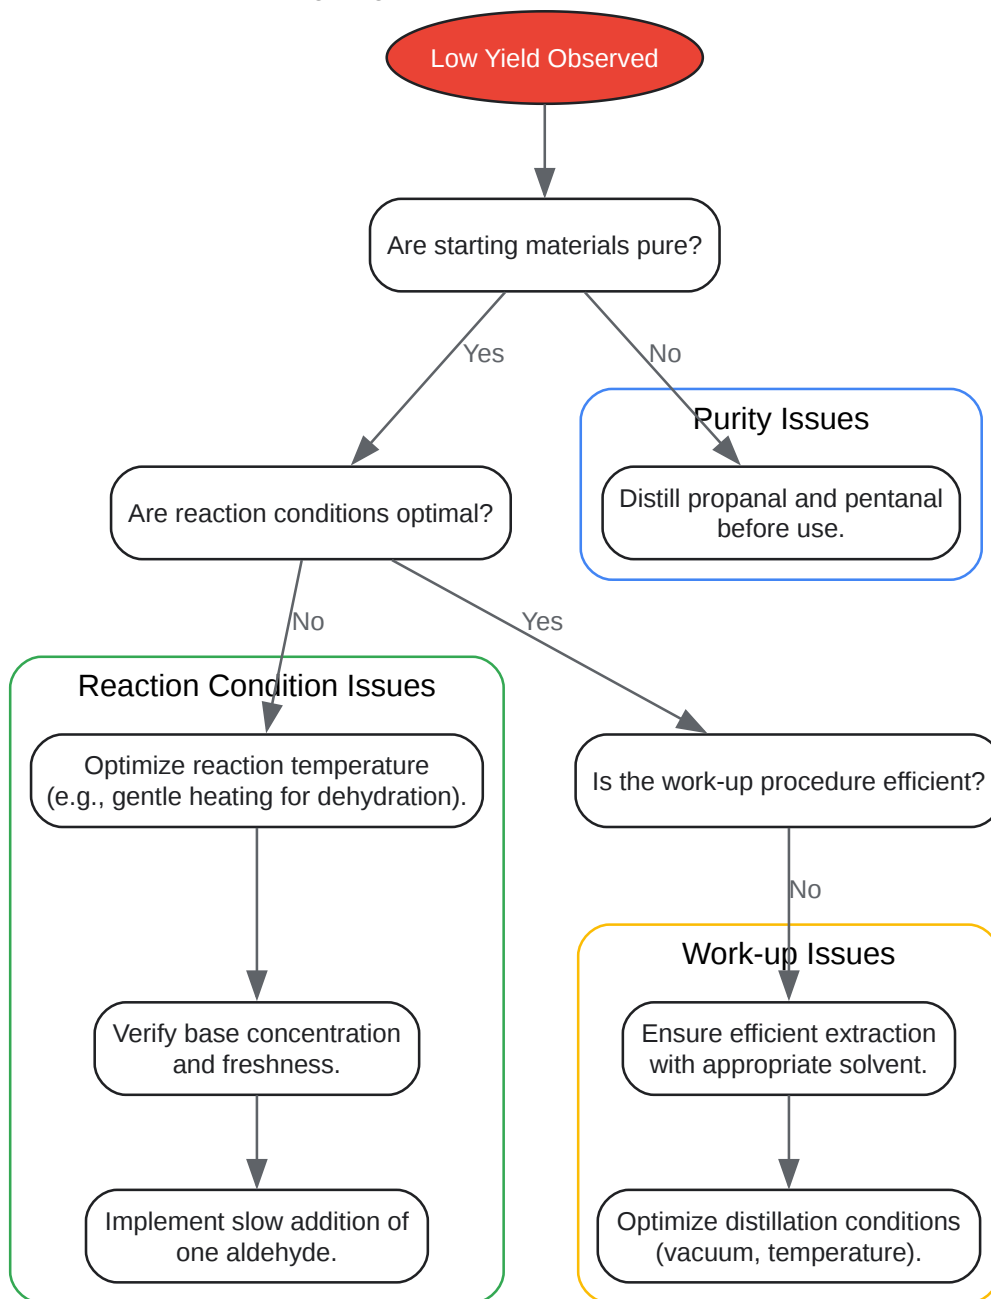 Low Yield Observed
Are starting materials pure?
Yes
No
Purity Issues
Distill propanal and pentanal
before use.
Are reaction conditions optimal?
No
Yes
Reaction Condition Issues
Optimize reaction temperature
(e.g., gentle heating for dehydration).
Is the work-up procedure efficient?
No
Work-up Issues
Verify base concentration
and freshness.
Ensure efficient extraction
with appropriate solvent.
Implement slow addition of
one aldehyde.
Optimize distillation conditions
(vacuum, temperature).